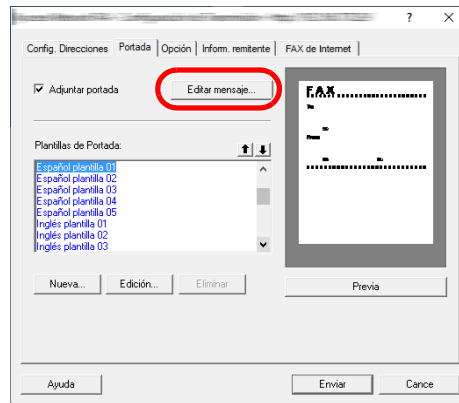 ?
Config. Direcciones Portada Opción Inform. remitente FAX de Internet
Adjuntar portada Editar mensaje...
FAX
Plantillas de Portada:
Español plantilla 01
Español plantilla 02
Español plantilla 03
Español plantilla 04
Español plantilla 05
Inglés plantilla 01
Inglés plantilla 02
Inglés plantilla 03
Nueva... Edición... Eliminar Previa
Ayuda Enviar Cance